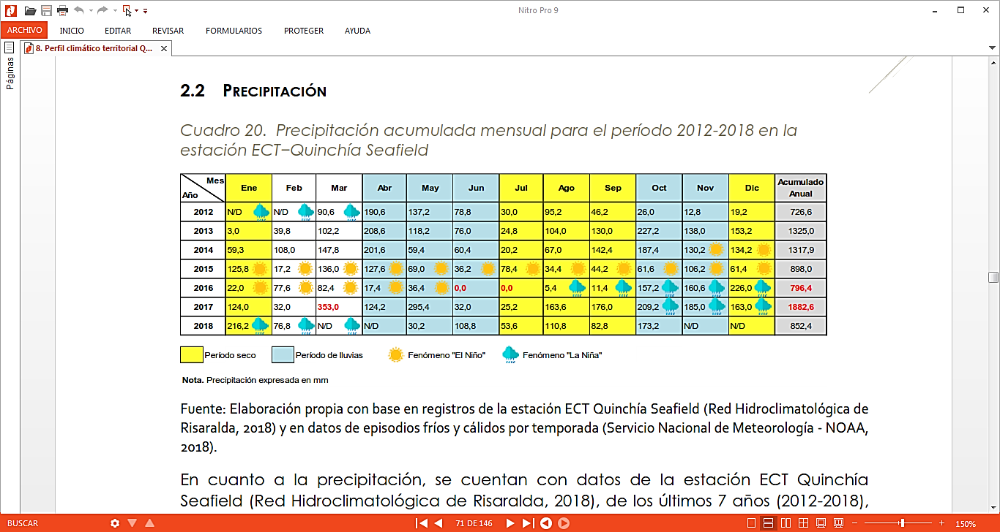 Nitro Pro 9
ARCHIVO INICIO EDITAR REVISAR FORMULARIOS PROTEGER AYUDA
8. Perfil climático territorial Q...
Páginas
2.2 PRECIPITACIÓN
Cuadro 20. Precipitación acumulada mensual para el período 2012-2018 en la
estación ECT–Quinchía Seafield
Mes Año Ene Feb Mar Abr May Jun Jul Ago Sep Oct Nov Dic Acumulado Anual
2012 N/D N/D 90,6 190,6 137,2 78,8 30,0 95,2 46,2 26,0 12,8 19,2 726,6
2013 3,0 39,8 102,2 208,6 118,2 76,0 24,8 104,0 130,0 227,2 138,0 153,2 1325,0
2014 59,3 108,0 147,8 201,6 59,4 60,4 20,2 67,0 142,4 187,4 130,2 134,2 1317,9
2015 125,8 17,2 136,0 127,6 69,0 36,2 78,4 34,4 44,2 61,6 106,2 61,4 898,0
2016 22,0 77,6 82,4 17,4 36,4 0,0 0,0 5,4 11,4 157,2 160,6 226,0 796,4
2017 124,0 32,0 353,0 124,2 295,4 32,0 25,2 163,6 176,0 209,2 185,0 163,0 1882,6
2018 216,2 76,8 N/D N/D 30,2 108,8 53,6 110,8 82,8 173,2 N/D N/D 852,4
Período seco Período de lluvias Fenómeno "El Niño" Fenómeno "La Niña"
Nota. Precipitación expresada en mm
Fuente: Elaboración propia con base en registros de la estación ECT Quinchía Seafield (Red Hidroclimatológica de
Risaralda, 2018) y en datos de episodios fríos y cálidos por temporada (Servicio Nacional de Meteorología - NOAA,
2018).
En cuanto a la precipitación, se cuentan con datos de la estación ECT Quinchía
Seafield (Red Hidroclimatológica de Risaralda, 2018), de los últimos 7 años (2012-2018),
BUSCAR 71 DE 146 150%